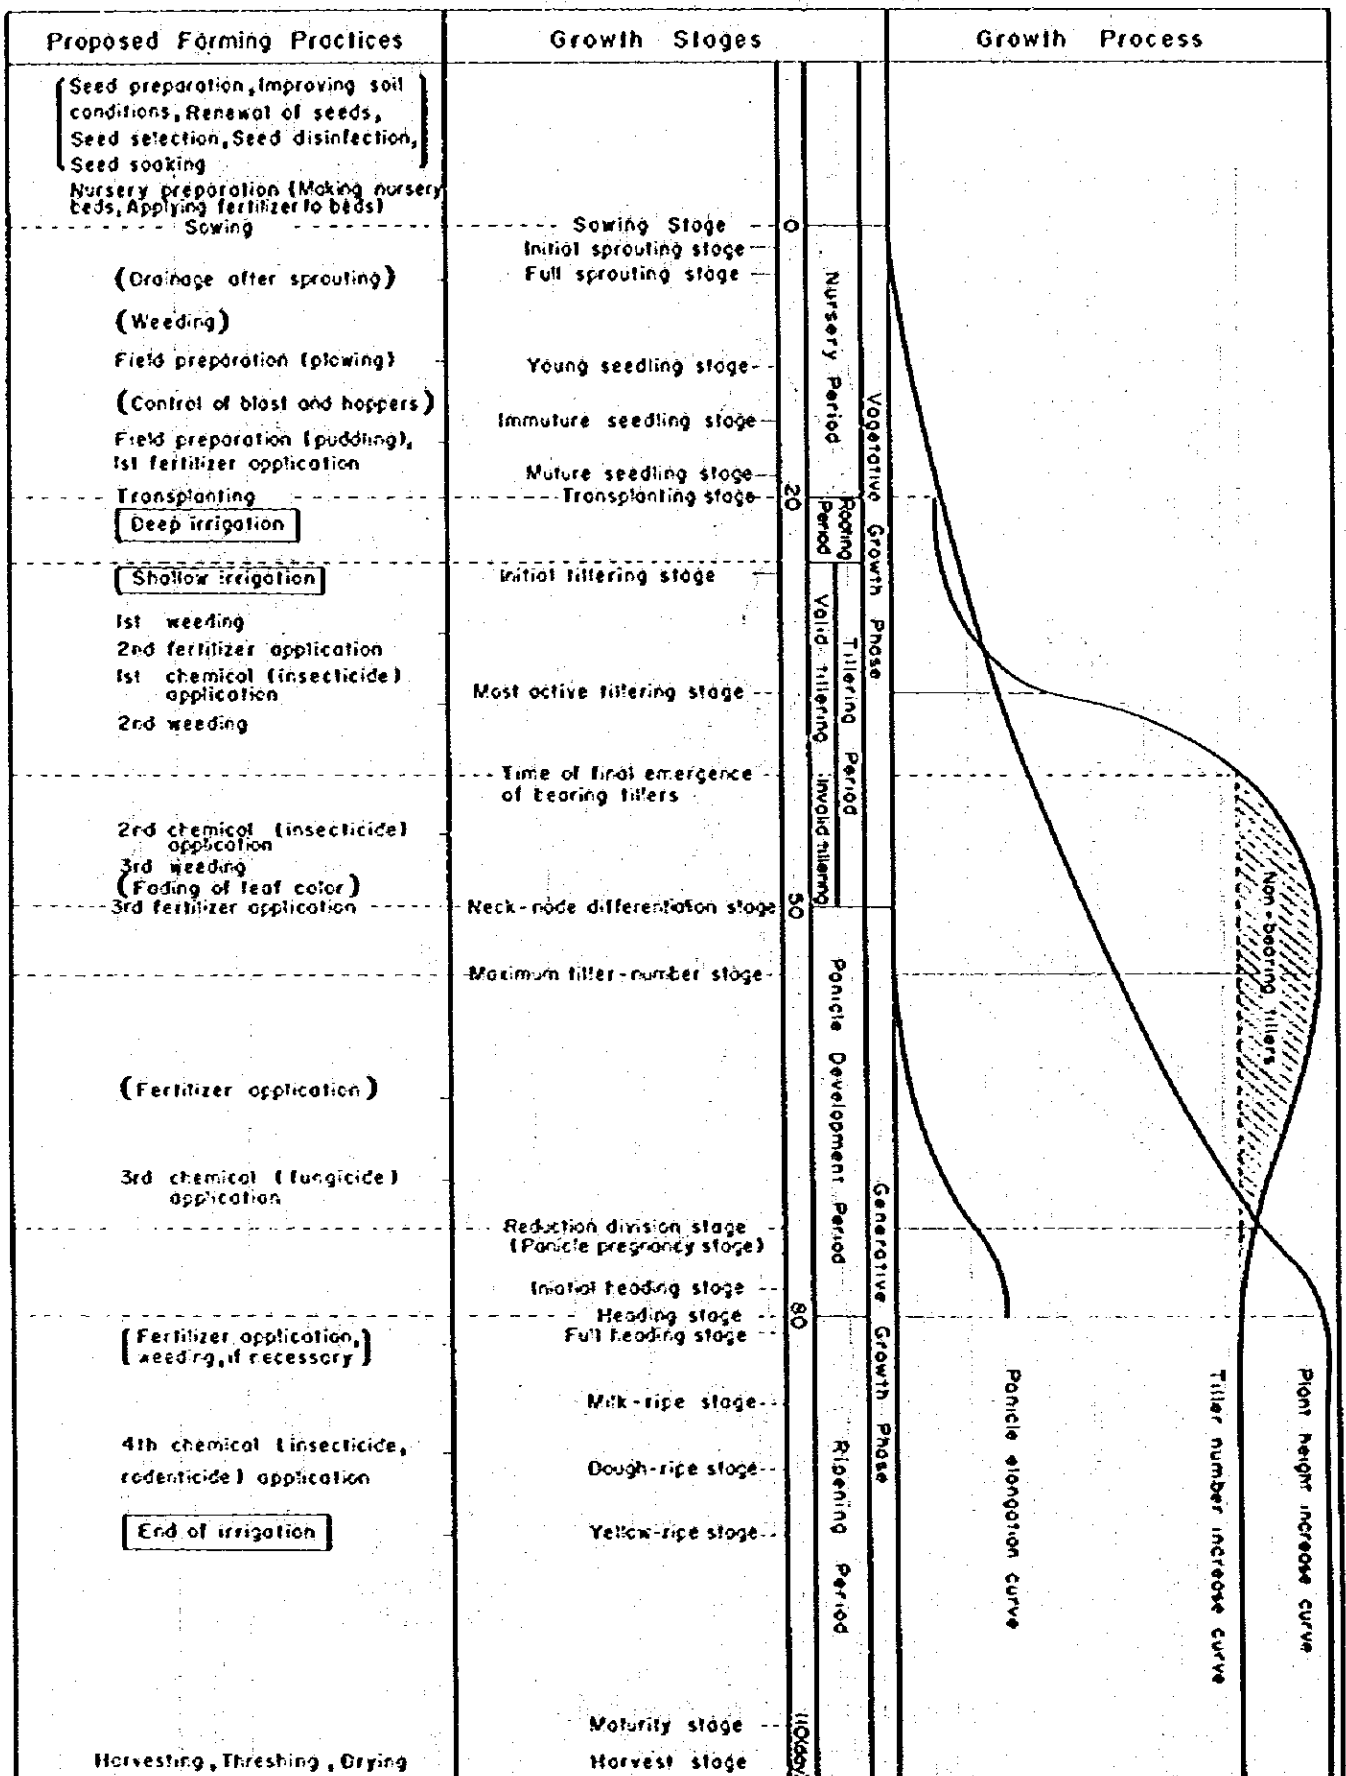 Proposed Farming Practices
Growth Stages
Growth Process
Seed preparation, Improving soil
conditions, Renewal of seeds,
Seed selection, Seed disinfection,
Seed soaking
Nursery preparation (Making nursery
beds, Applying fertilizer to beds)
Sowing
(Drainage after sprouting)
(Weeding)
Field preparation (plowing)
(Control of blast and hoppers)
Field preparation (puddling),
1st fertilizer application
Transplanting
Deep irrigation
Shallow irrigation
1st weeding
2nd fertilizer application
1st chemical (insecticide)
application
2nd weeding
2nd chemical (insecticide)
application
3rd weeding
(Fading of leaf color)
3rd fertilizer application
(Fertilizer application)
3rd chemical (fungicide)
application
(Fertilizer application,
weeding, if necessary)
4th chemical (insecticide,
rodenticide) application
End of irrigation
Harvesting, Threshing, Drying
Sowing Stage
Initial sprouting stage
Full sprouting stage
Young seedling stage
Immuture seedling stage
Muture seedling stage
Transplanting stage
Initial tillering stage
Most active tillering stage
Time of final emergence
of bearing tillers
Neck-node differentiation stage
Maximum tiller-number stage
Reduction division stage
(Panicle pregnancy stage)
Iniatial heading stage
Heading stage
Full heading stage
Milk-ripe stage
Dough-ripe stage
Yellow-ripe stage
Maturity stage
Harvest stage
0
20
50
80
110days
Nursery Period
Rooting
Period
Tillering Period
Valid tillering
Invalid tillering
Panicle Development Period
Ripening Period
Vagetative Growth Phase
Generative Growth Phase
Non-bearing tillers
Panicle elongation curve
Tiller number increase curve
Plant height increase curve